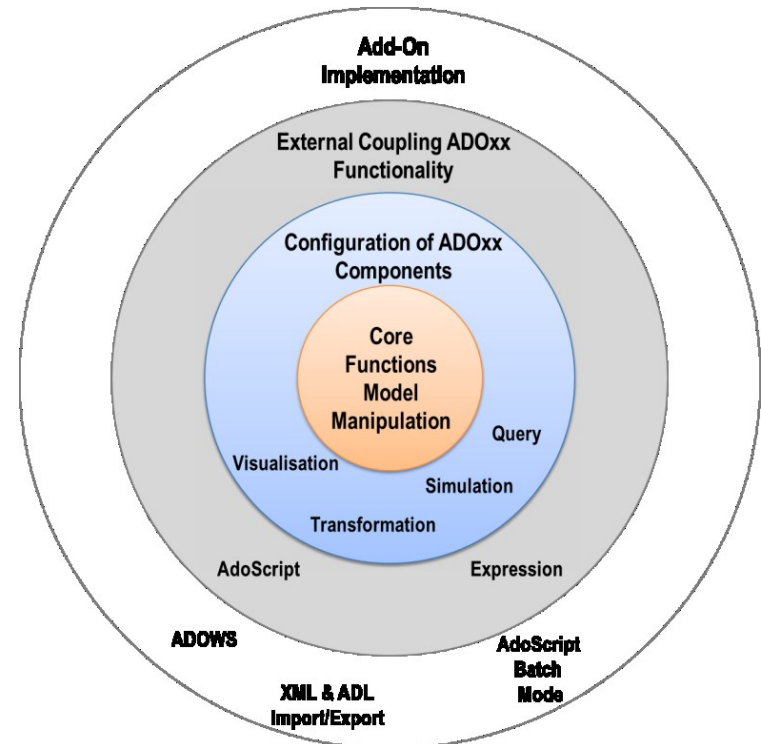 Add-On
Implementation
External Coupling ADOxx
Functionality
Configuration of ADOxx
Components
Core
Functions
Model
Manipulation
Query
Visualisation
Simulation
Transformation
AdoScript
Expression
ADOWS
AdoScript
Batch
Mode
XML & ADL
Import/Export